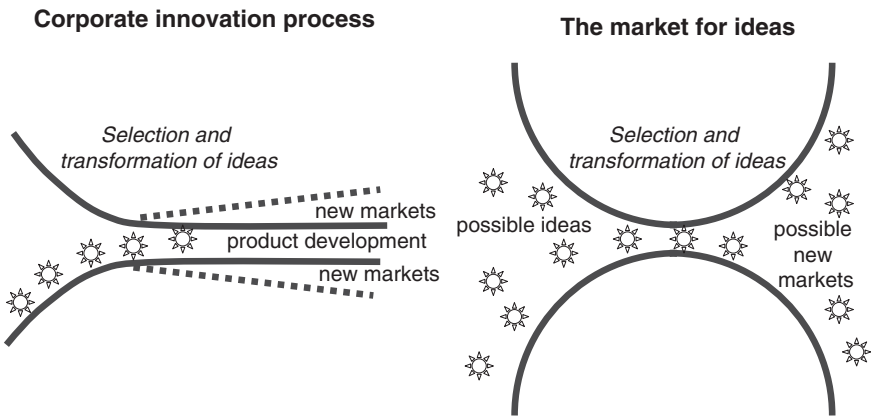 Corporate innovation process
Selection and
transformation of ideas
new markets
product development
new markets
The market for ideas
Selection and
transformation of ideas
possible ideas
possible
new
markets